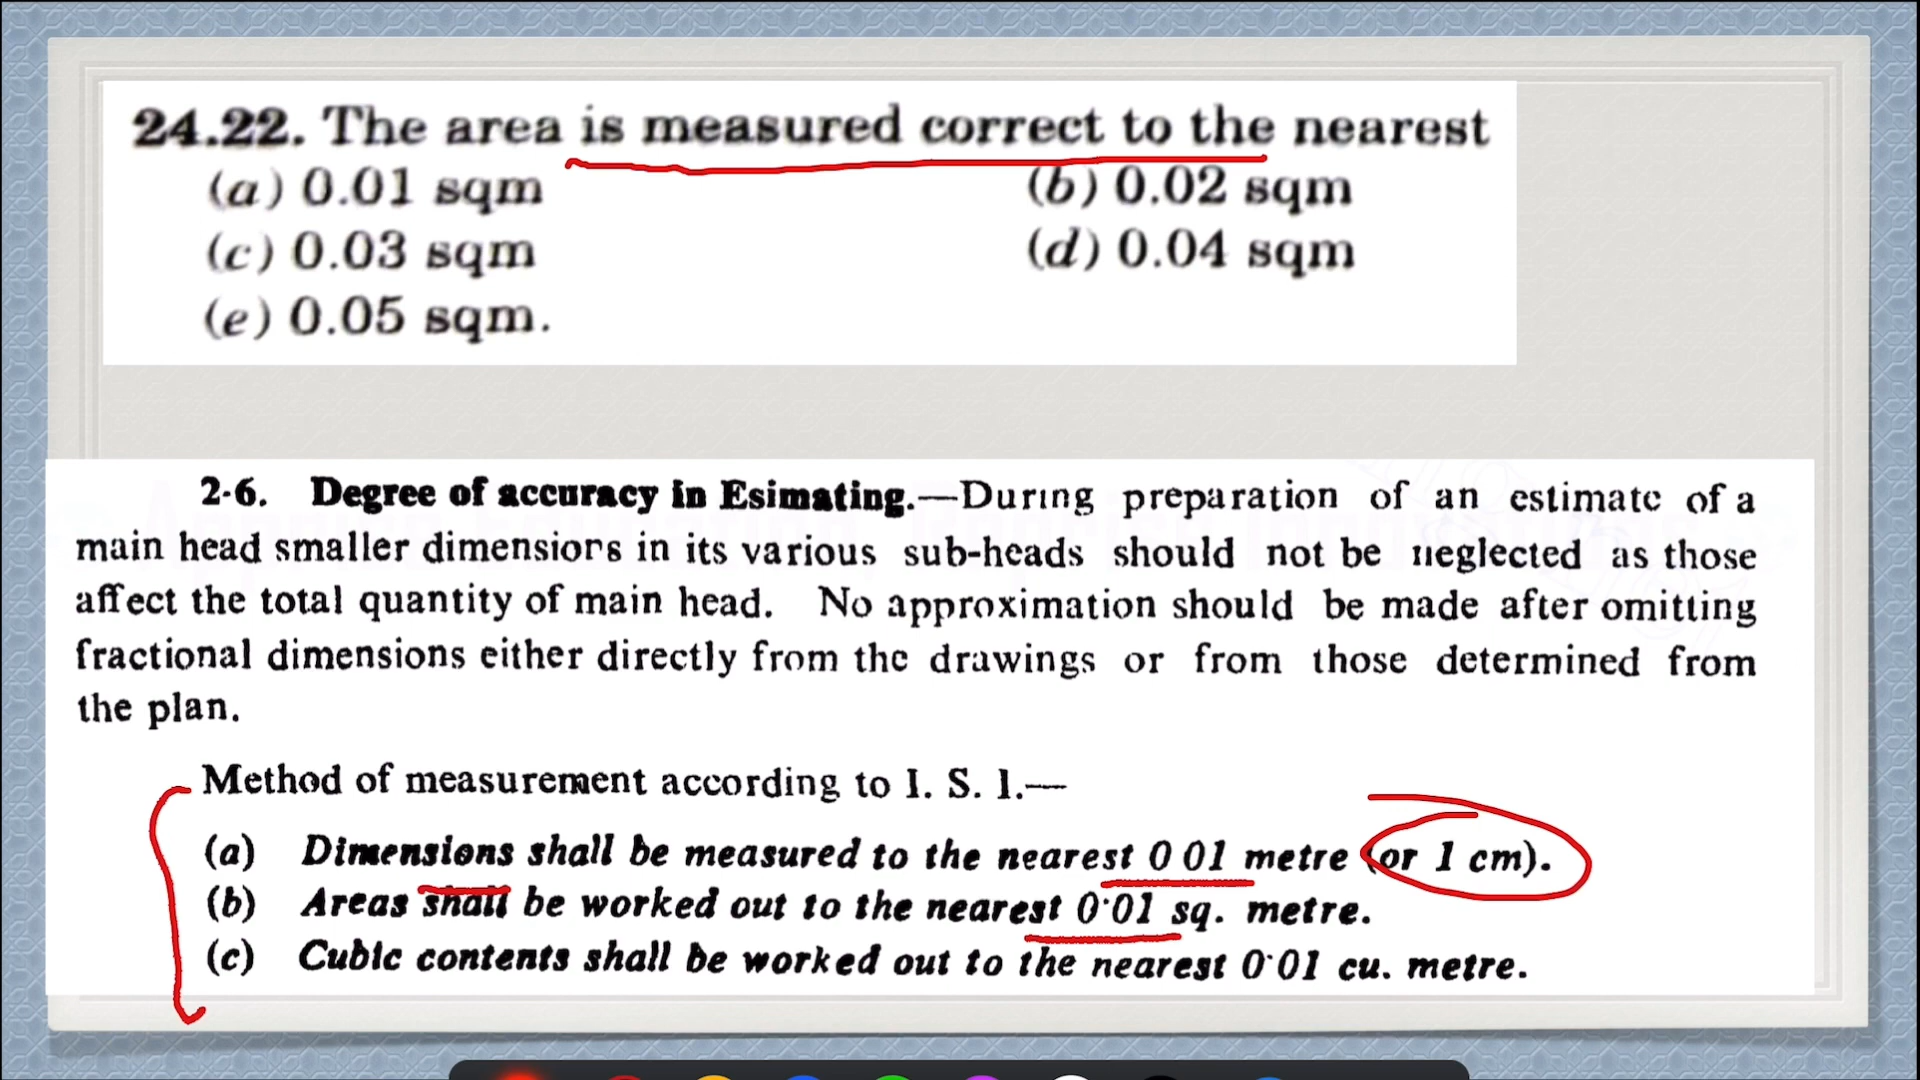 24.22. The area is measured correct to the nearest
(a) 0.01 sqm (b) 0.02 sqm
(c) 0.03 sqm (d) 0.04 sqm
(e) 0.05 sqm.
2·6. Degree of accuracy in Esimating.—During preparation of an estimate of a
main head smaller dimensions in its various sub-heads should not be neglected as those
affect the total quantity of main head. No approximation should be made after omitting
fractional dimensions either directly from the drawings or from those determined from
the plan.
Method of measurement according to I. S. I.—
(a) Dimensions shall be measured to the nearest 0 01 metre (or 1 cm).
(b) Areas shall be worked out to the nearest 0·01 sq. metre.
(c) Cubic contents shall be worked out to the nearest 0·01 cu. metre.